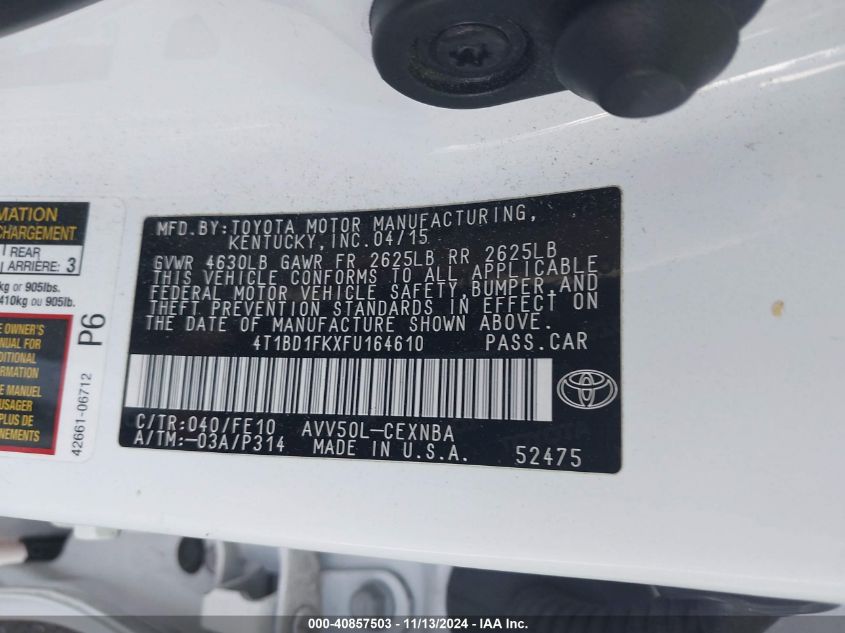 MATION
CHARGEMENT
REAR
ARRIÈRE: 3
kg or 905lbs.
410kg ou 905lb.
P6
OWNER'S
MANUAL
FOR
DITIONAL
ORMATION
E MANUEL
USAGER
PLUS DE
EIGNEMENTS.
42661-06712
MFD.BY:TOYOTA MOTOR MANUFACTURING,
KENTUCKY, INC.04/15
GVWR 4630LB GAWR FR 2625LB RR 2625LB
THIS VEHICLE CONFORMS TO ALL APPLICABLE
FEDERAL MOTOR VEHICLE SAFETY, BUMPER, AND
THEFT PREVENTION STANDARDS IN EFFECT ON
THE DATE OF MANUFACTURE SHOWN ABOVE.
4T1BD1FKXFU164610 PASS.CAR
C/TR:040/FE10 AVV50L-CEXNBA
A/TM:-03A/P314 MADE IN U.S.A. 52475
000-40857503 - 11/13/2024 - IAAI Inc.